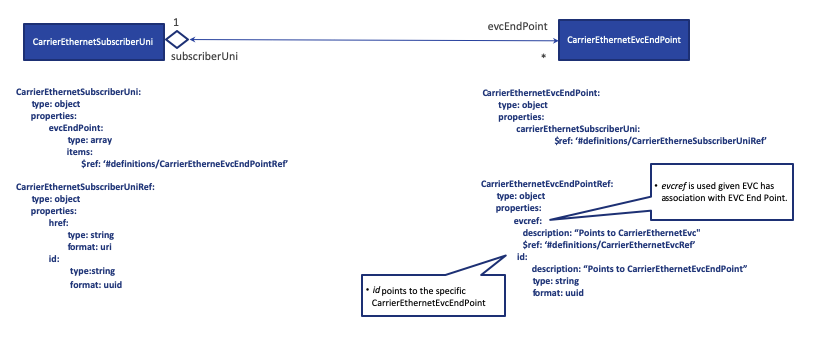 1
evcEndPoint
CarrierEthernetSubscriberUni
CarrierEthernetEvcEndPoint
subscriberUni
*
CarrierEthernetSubscriberUni:
type: object
properties:
evcEndPoint:
type: array
items:
$ref: ‘#definitions/CarrierEtherneEvcEndPointRef’
CarrierEthernetSubscriberUniRef:
type: object
properties:
href:
type: string
format: uri
id:
type:string
format: uuid
CarrierEthernetEvcEndPoint:
type: object
properties:
carrierEthernetSubscriberUni:
$ref: ‘#definitions/CarrierEtherneSubscriberUniRef’
CarrierEthernetEvcEndPointRef:
type: object
properties:
evcref:
description: “Points to CarrierEthernetEvc"
$ref: ‘#definitions/CarrierEthernetEvcRef’
id:
description: “Points to CarrierEthernetEvcEndPoint”
type: string
format: uuid
• evcref is used given EVC has
association with EVC End Point.
• id points to the specific
CarrierEthernetEvcEndPoint